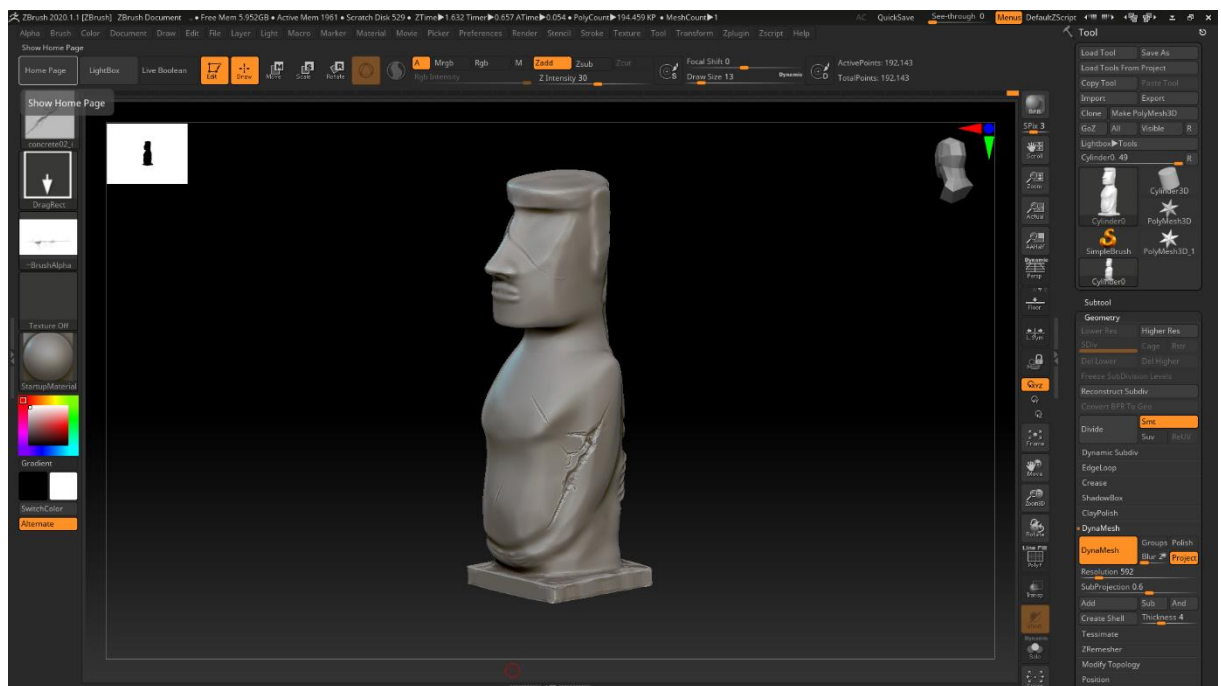 ZBrush 2020.1.1 [ZBrush] ZBrush Document • Free Mem 5.952GB • Active Mem 1961 • Scratch Disk 529 • ZTime▶1.632 Timer▶0.657 ATime▶0.054 • PolyCount▶194.459 KP • MeshCount▶1 AC QuickSave See-through 0 Menus DefaultZScript
Alpha Brush Color Document Draw Edit File Layer Light Macro Marker Material Movie Picker Preferences Render Stencil Stroke Texture Tool Transform Zplugin Zscript Help
Show Home Page
Home Page LightBox Live Boolean Edit Draw Move Scale Rotate A Mrgb Rgb M Zadd Zsub Zcut Focal Shift 0 ActivePoints: 192,143
Rgb Intensity Z Intensity 30 S Draw Size 13 Dynamic D TotalPoints: 192,143
Show Home Page
concrete02_i
DragRect
~BrushAlpha
Texture Off
StartupMaterial
Gradient
SwitchColor
Alternate
BPR
SPix 3
Scroll
Zoom
Actual
AAHalf
Dynamic
Persp
Floor
L.Sym
XYZ
Frame
Move
Zoom3D
Rotate
Line Fill
PolyF
Transp
Dynamic
Solo
Tool
Load Tool Save As
Load Tools From Project
Copy Tool Paste Tool
Import Export
Clone Make PolyMesh3D
GoZ All Visible R
Lightbox▶Tools
Cylinder0. 49 R
Cylinder0 Cylinder3D
PolyMesh3D
SimpleBrush PolyMesh3D_1
Cylinder0
Subtool
Geometry
Lower Res Higher Res
SDiv Cage Rstr
Del Lower Del Higher
Freeze SubDivision Levels
Reconstruct Subdiv
Convert BPR To Geo
Divide Smt
Suv ReUV
Dynamic Subdiv
EdgeLoop
Crease
ShadowBox
ClayPolish
DynaMesh
DynaMesh Groups Polish
Blur 2 Project
Resolution 592
SubProjection 0.6
Add Sub And
Create Shell Thickness 4
Tessimate
ZRemesher
Modify Topology
Position